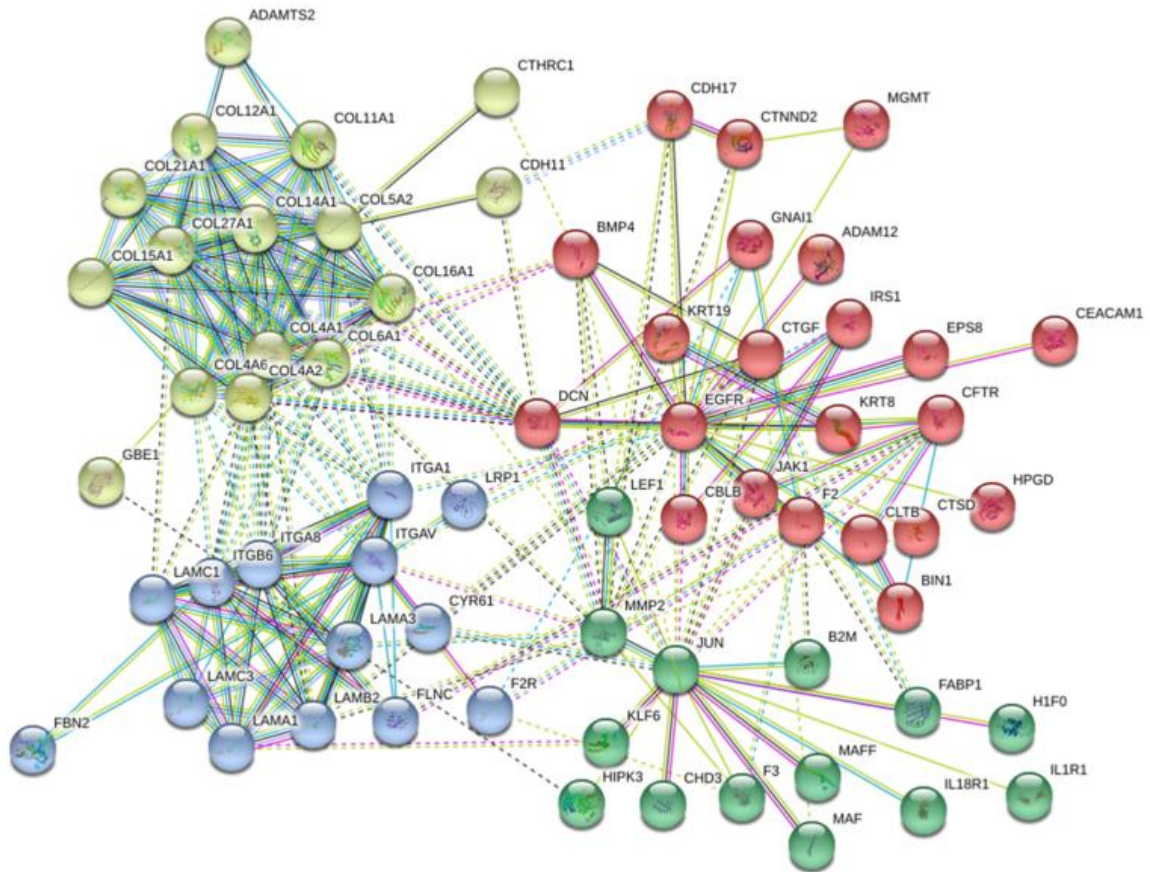 ADAMTS2
CTHRC1
CDH17
MGMT
COL12A1
COL11A1
CTNND2
COL21A1
CDH11
COL14A1
COL5A2
GNAI1
COL27A1
BMP4
ADAM12
COL15A1
COL16A1
IRS1
KRT19
CEACAM1
COL4A1
CTGF
EPS8
COL6A1
COL4A6
COL4A2
DCN
EGFR
KRT8
CFTR
GBE1
ITGA1
LRP1
LEF1
JAK1
CBLB
F2
HPGD
CTSD
CLTB
ITGA8
ITGAV
ITGB6
LAMC1
BIN1
CYR61
MMP2
LAMA3
JUN
B2M
LAMC3
LAMB2
FLNC
F2R
FABP1
H1F0
FBN2
LAMA1
KLF6
MAFF
HIPK3
CHD3
F3
IL18R1
IL1R1
MAF